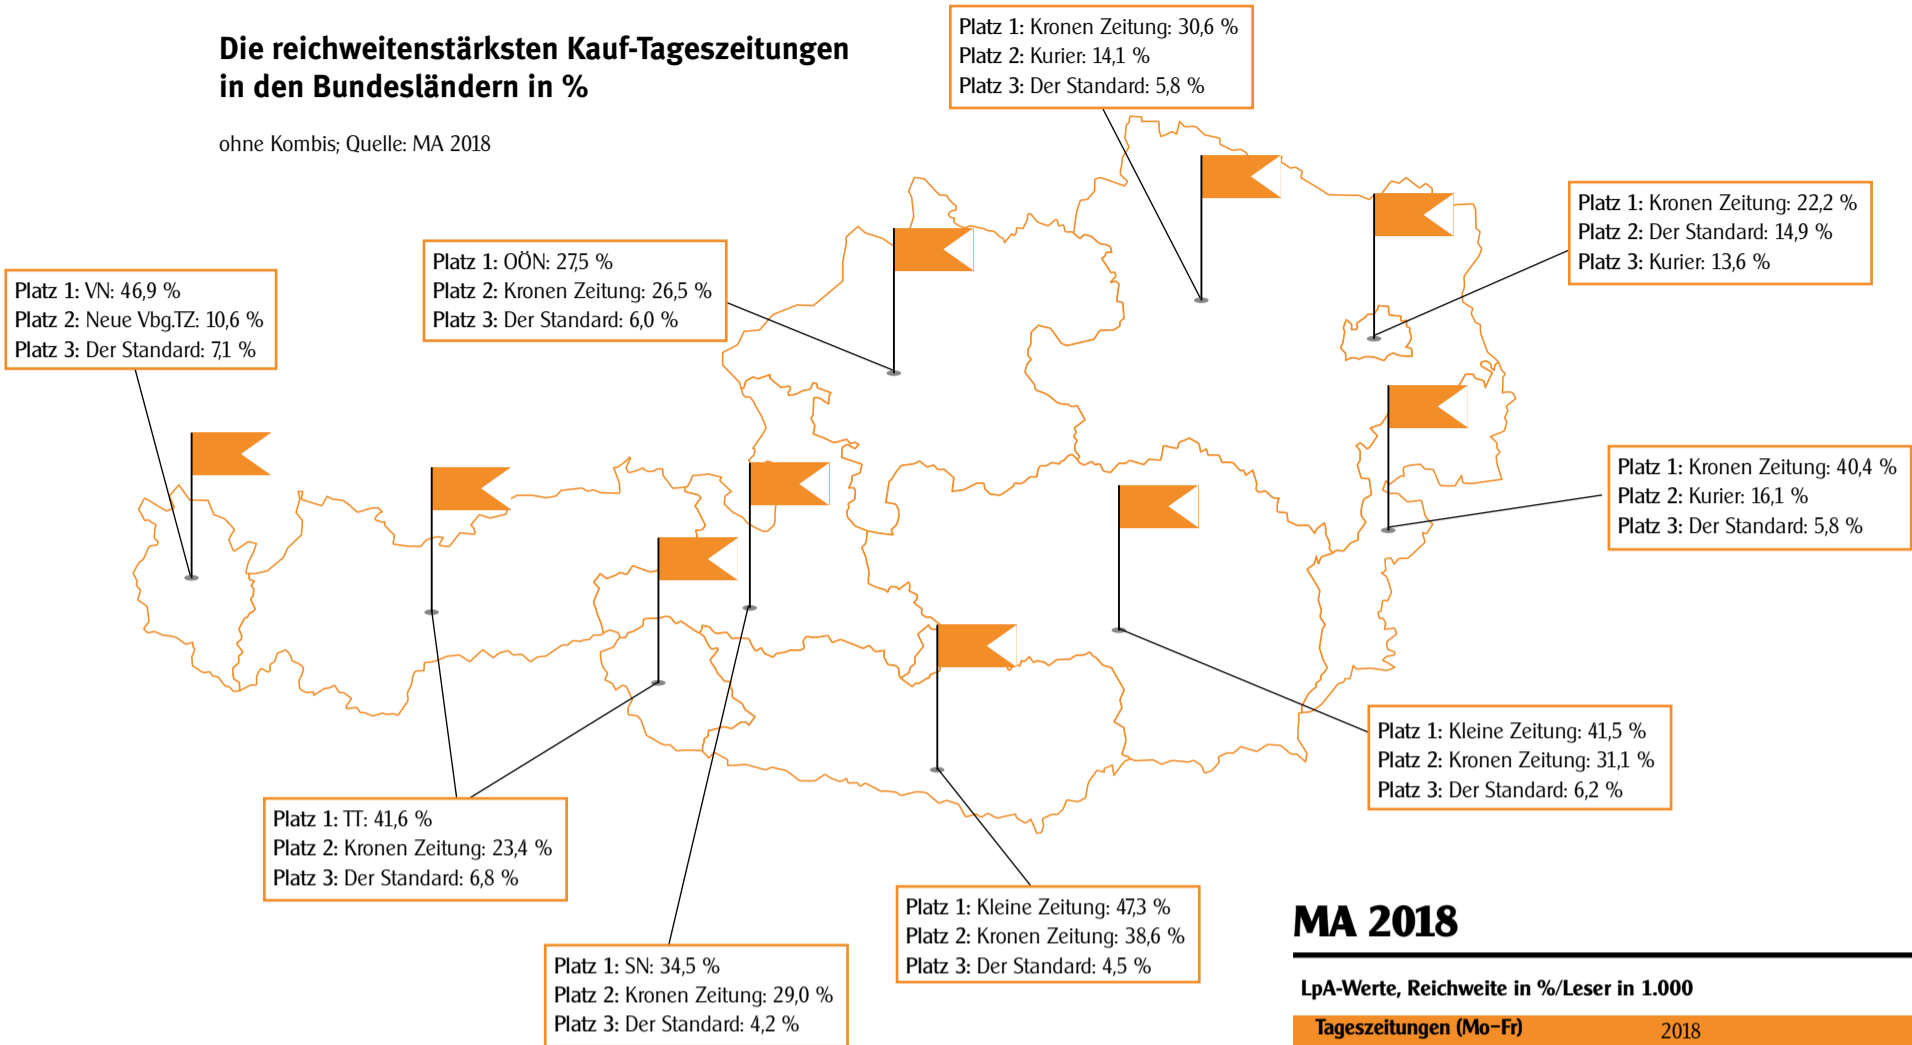 Die reichweitenstärksten Kauf-Tageszeitungen
in den Bundesländern in %
ohne Kombis; Quelle: MA 2018
Platz 1: Kronen Zeitung: 30,6 %
Platz 2: Kurier: 14,1 %
Platz 3: Der Standard: 5,8 %
Platz 1: Kronen Zeitung: 22,2 %
Platz 2: Der Standard: 14,9 %
Platz 3: Kurier: 13,6 %
Platz 1: OÖN: 27,5 %
Platz 2: Kronen Zeitung: 26,5 %
Platz 3: Der Standard: 6,0 %
Platz 1: VN: 46,9 %
Platz 2: Neue Vbg.TZ: 10,6 %
Platz 3: Der Standard: 7,1 %
Platz 1: Kronen Zeitung: 40,4 %
Platz 2: Kurier: 16,1 %
Platz 3: Der Standard: 5,8 %
Platz 1: Kleine Zeitung: 41,5 %
Platz 2: Kronen Zeitung: 31,1 %
Platz 3: Der Standard: 6,2 %
Platz 1: TT: 41,6 %
Platz 2: Kronen Zeitung: 23,4 %
Platz 3: Der Standard: 6,8 %
Platz 1: Kleine Zeitung: 47,3 %
Platz 2: Kronen Zeitung: 38,6 %
Platz 3: Der Standard: 4,5 %
Platz 1: SN: 34,5 %
Platz 2: Kronen Zeitung: 29,0 %
Platz 3: Der Standard: 4,2 %
MA 2018
LpA-Werte, Reichweite in %/Leser in 1.000
Tageszeitungen (Mo–Fr) 2018